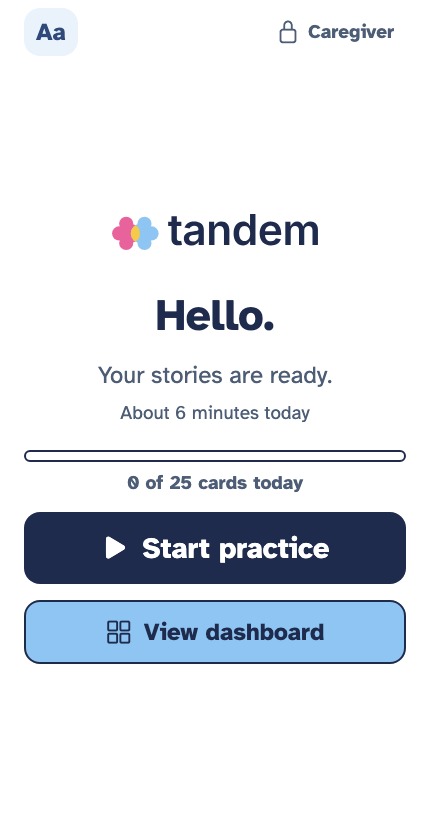 Aa
Caregiver
tandem
Hello.
Your stories are ready.
About 6 minutes today
0 of 25 cards today
Start practice
View dashboard